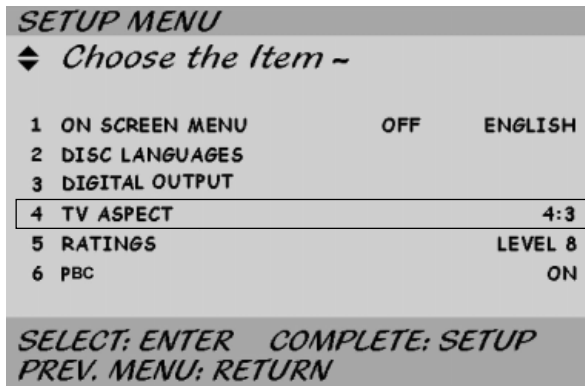 SETUP MENU
Choose the Item ~
1 ON SCREEN MENU OFF ENGLISH
2 DISC LANGUAGES
3 DIGITAL OUTPUT
4 TV ASPECT 4:3
5 RATINGS LEVEL 8
6 PBC ON
SELECT: ENTER COMPLETE: SETUP
PREV. MENU: RETURN